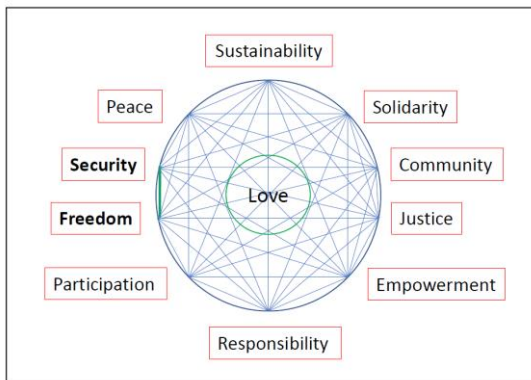 Sustainability
Peace
Solidarity
Security
Community
Love
Freedom
Justice
Participation
Empowerment
Responsibility